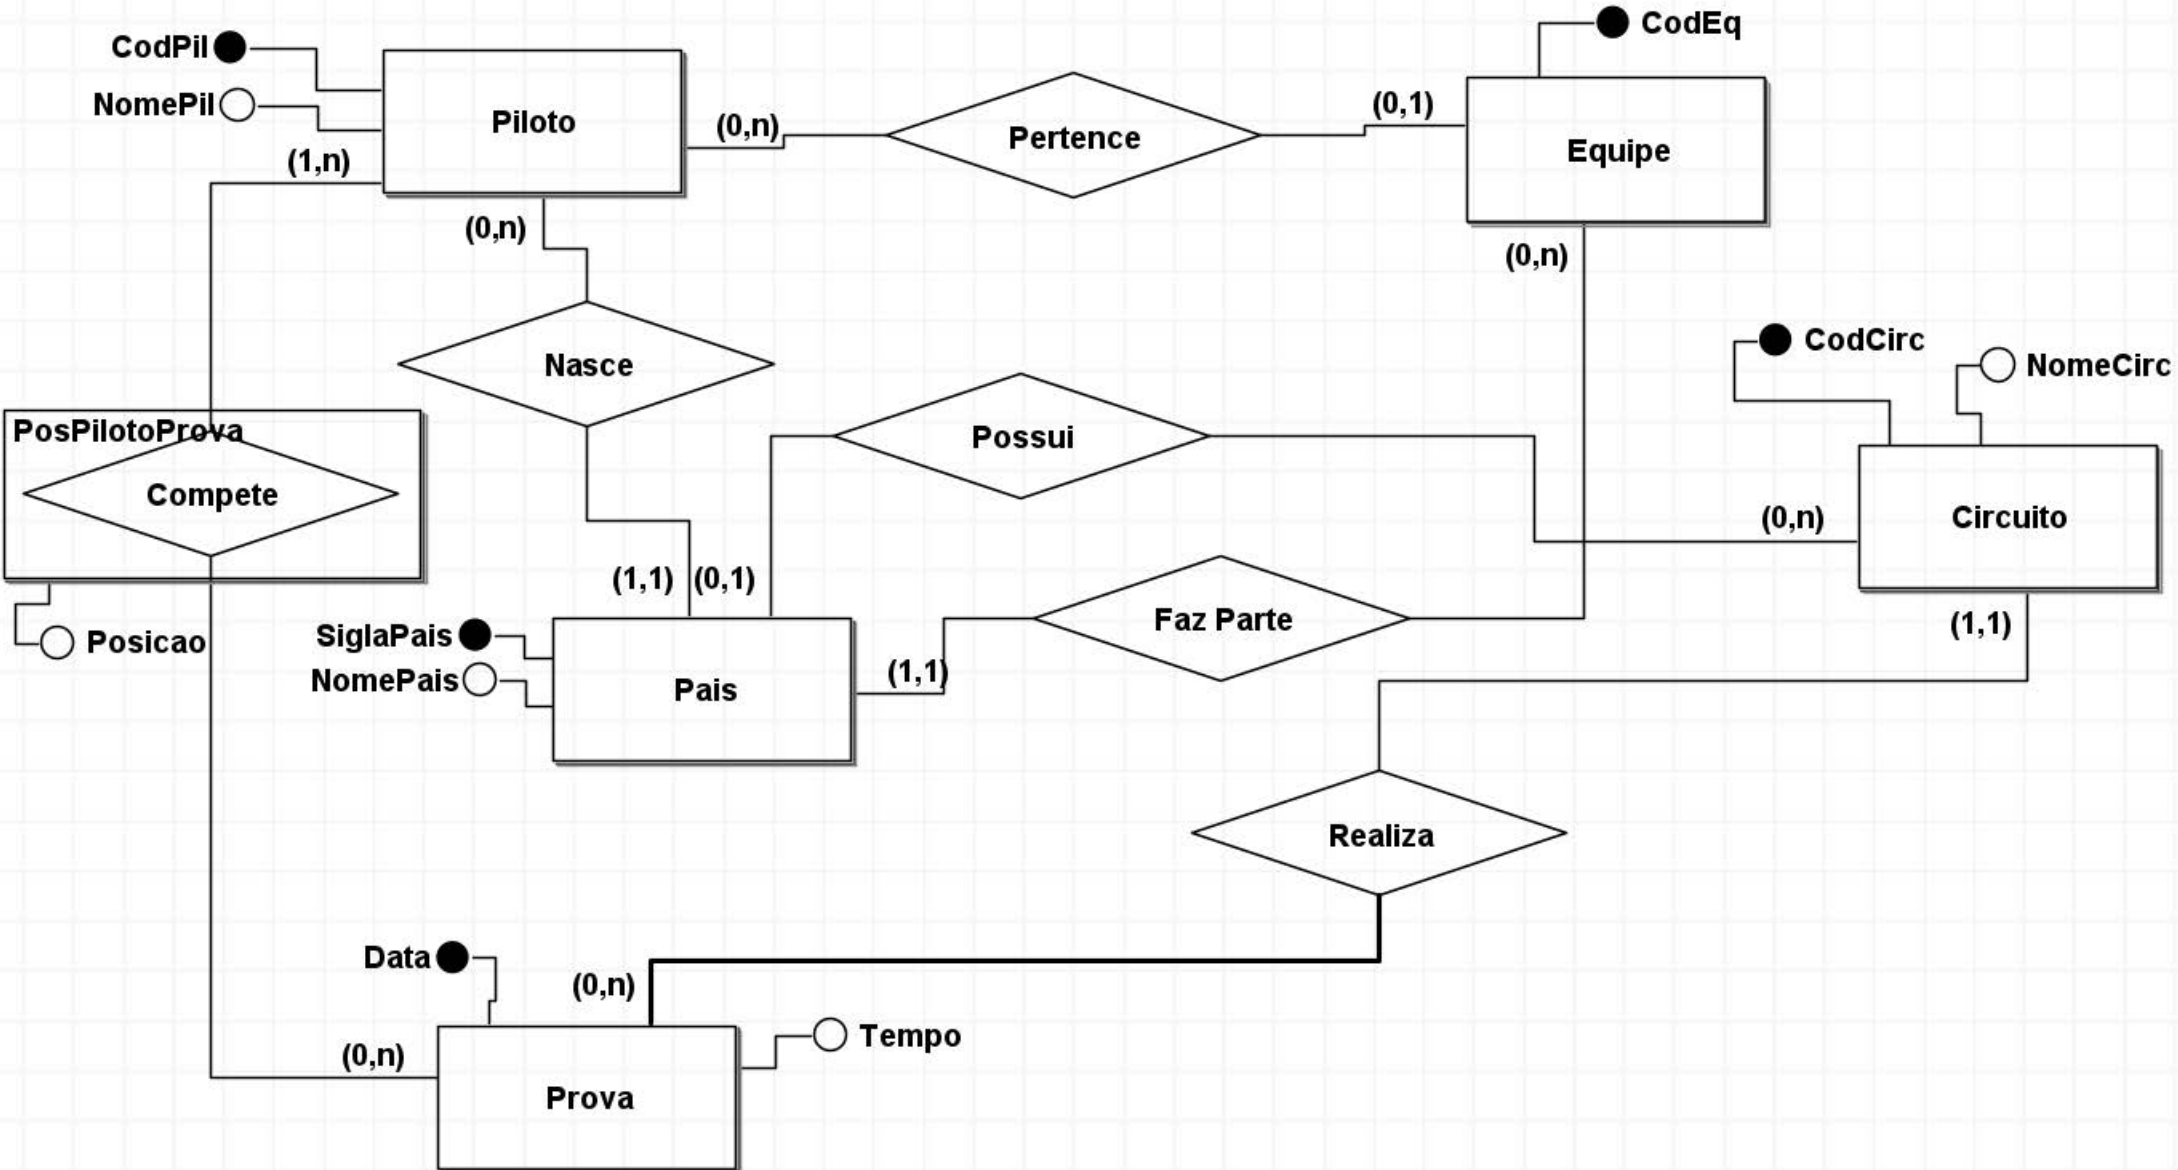 CodPil
NomePil
(1,n)
Piloto
(0,n)
Pertence
(0,1)
CodEq
Equipe
(0,n)
(0,n)
Nasce
CodCirc
NomeCirc
PosPilotoProva
Compete
Possui
(0,n)
Circuito
(1,1)
(0,1)
Faz Parte
(1,1)
Posicao
SiglaPais
NomePais
Pais
(1,1)
Realiza
Data
(0,n)
(0,n)
Tempo
Prova